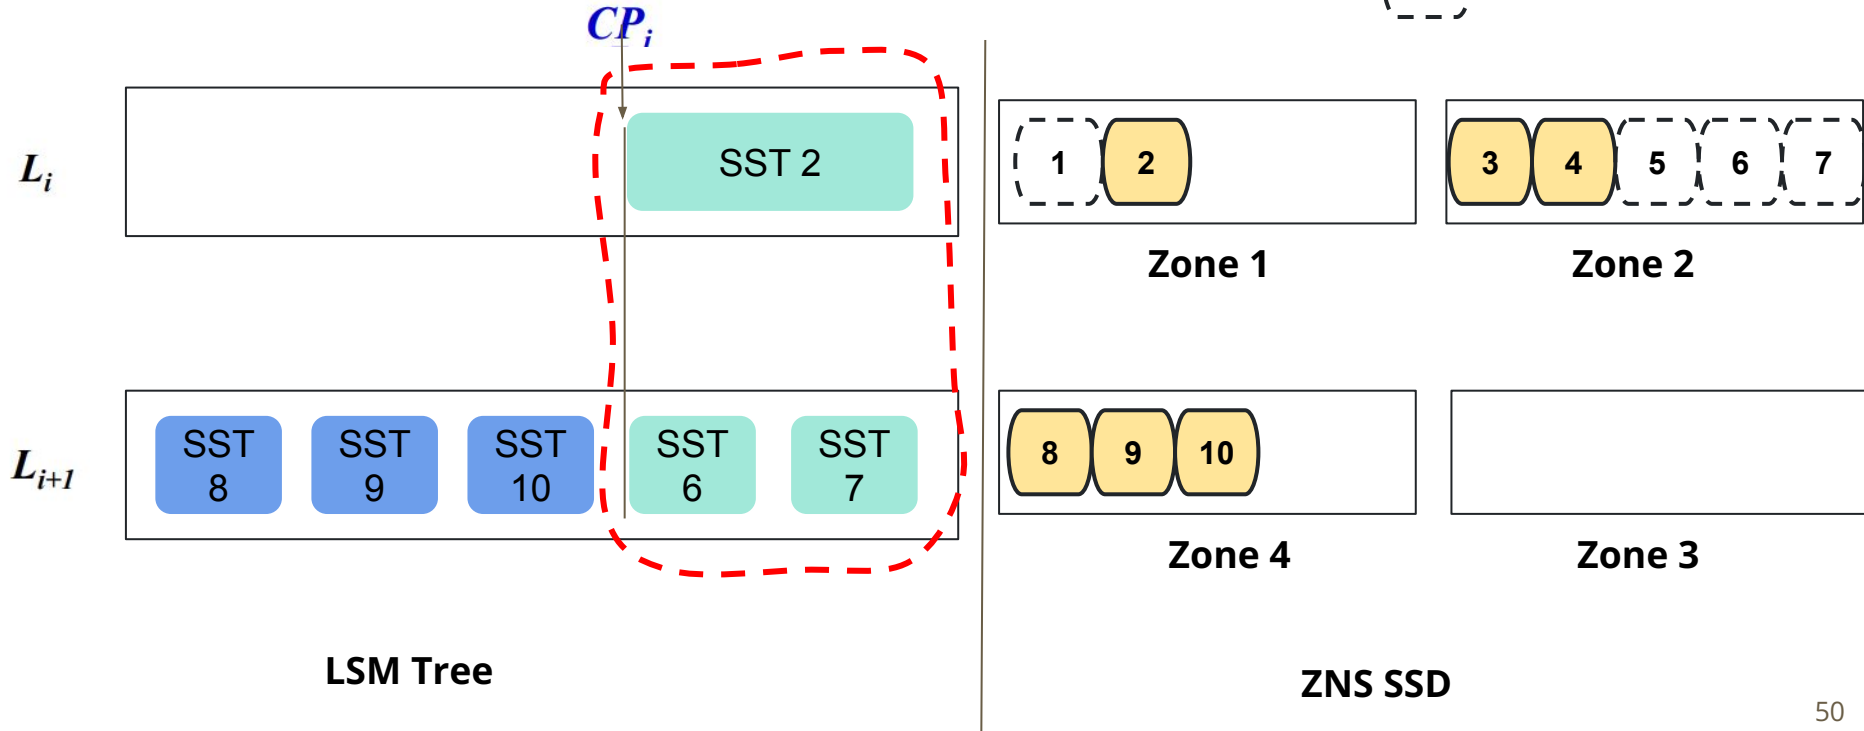 CPi
Li
SST 2
1
2
3
4
5
6
7
Zone 1
Zone 2
Li+1
SST
8
SST
9
SST
10
SST
6
SST
7
8
9
10
Zone 4
Zone 3
LSM Tree
ZNS SSD
50